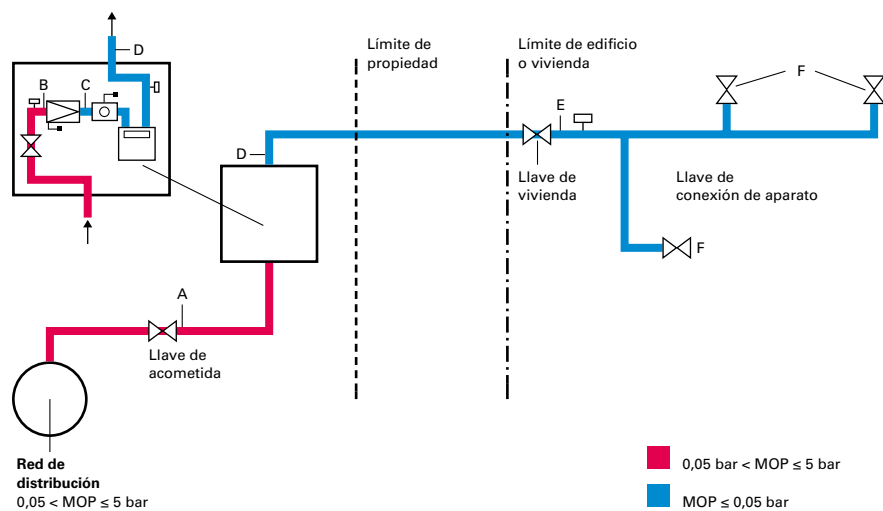 D
B
C
Límite de
propiedad
Límite de edificio
o vivienda
F
D
E
Llave de
vivienda
Llave de
conexión de aparato
F
A
Llave de
acometida
Red de
distribución
0,05 < MOP ≤ 5 bar
0,05 bar < MOP ≤ 5 bar
MOP ≤ 0,05 bar